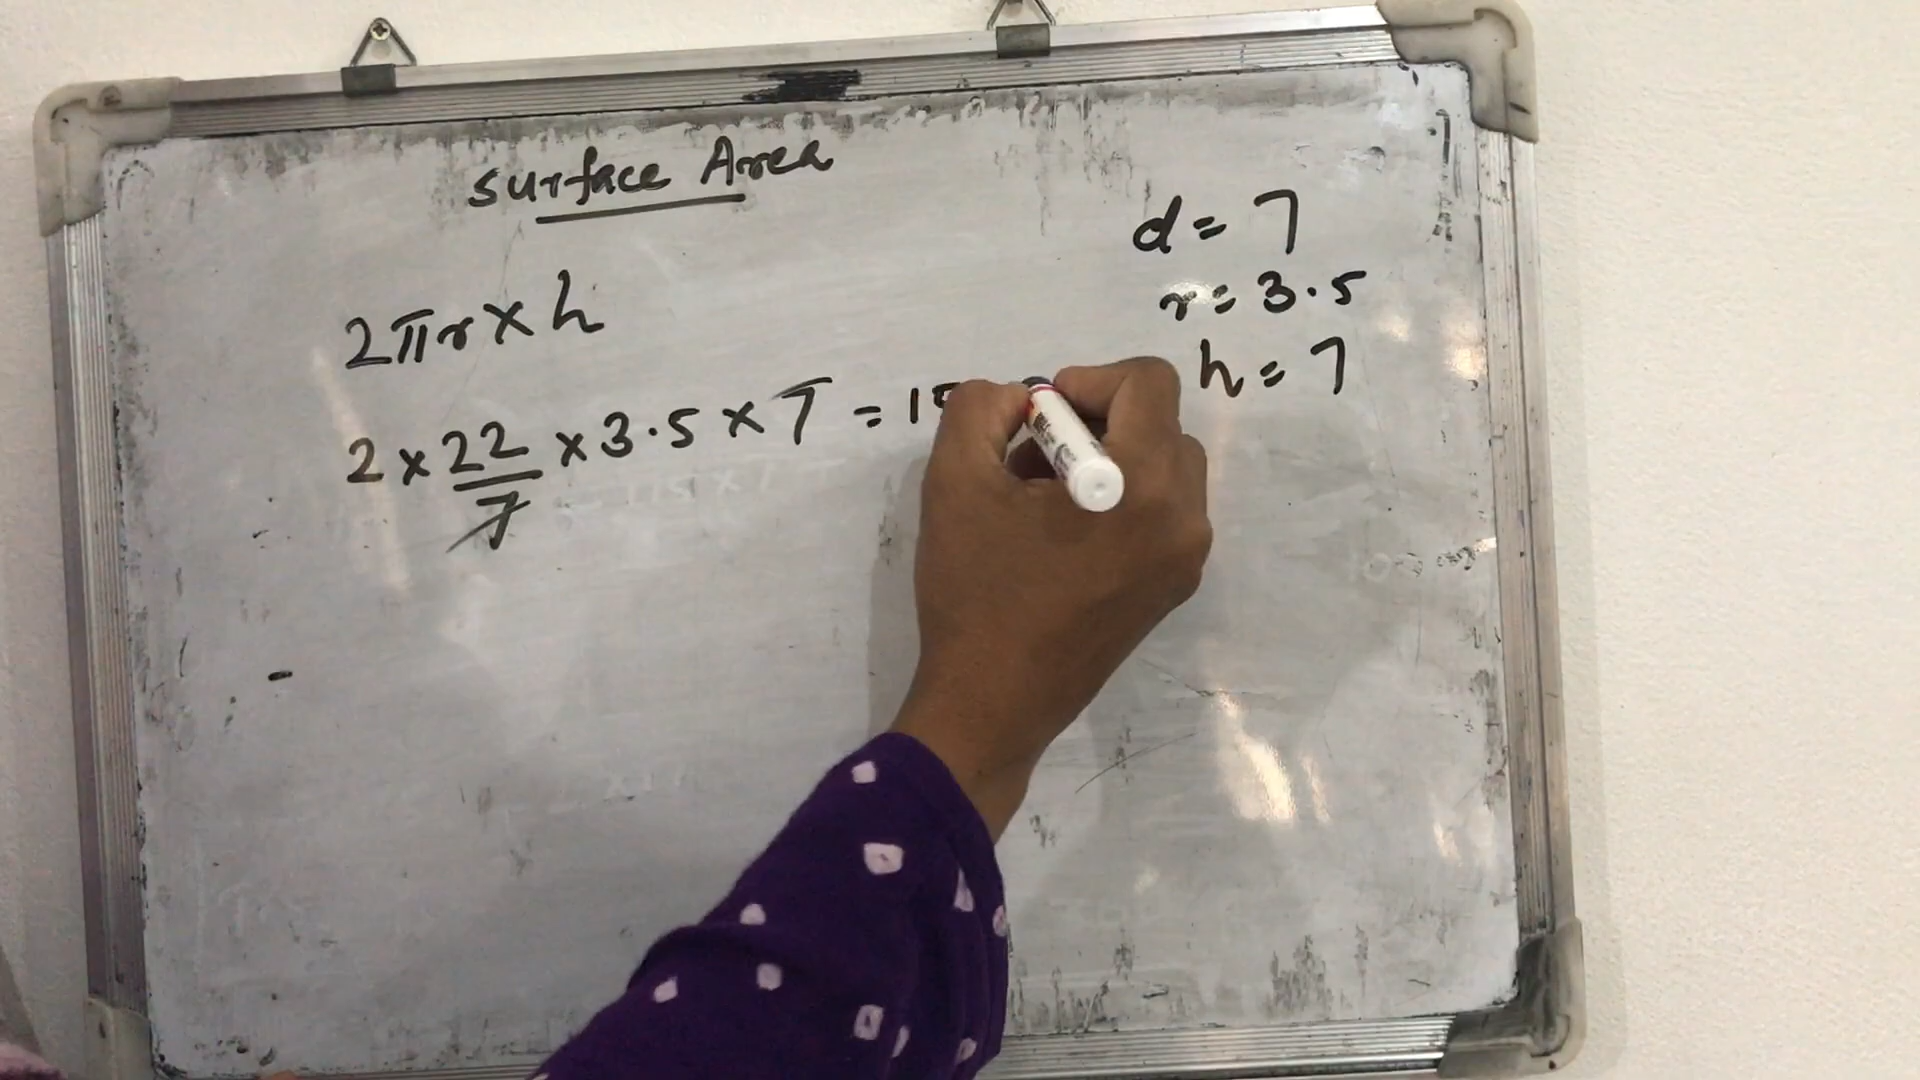 Surface Area
d = 7
r = 3.5
h = 7
2πr × h
2 × 22/7 × 3.5 × 7 = 15